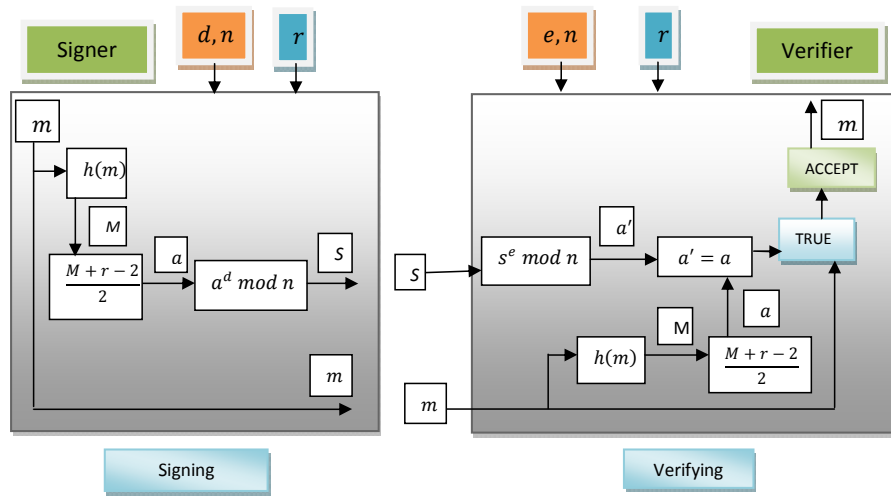 Signer
d, n
r
e, n
r
Verifier
m
m
h(m)
ACCEPT
M
a'
TRUE
a
S
M + r − 2
2
a^d mod n
S
s^e mod n
a' = a
a
M
h(m)
M + r − 2
2
m
m
Signing
Verifying